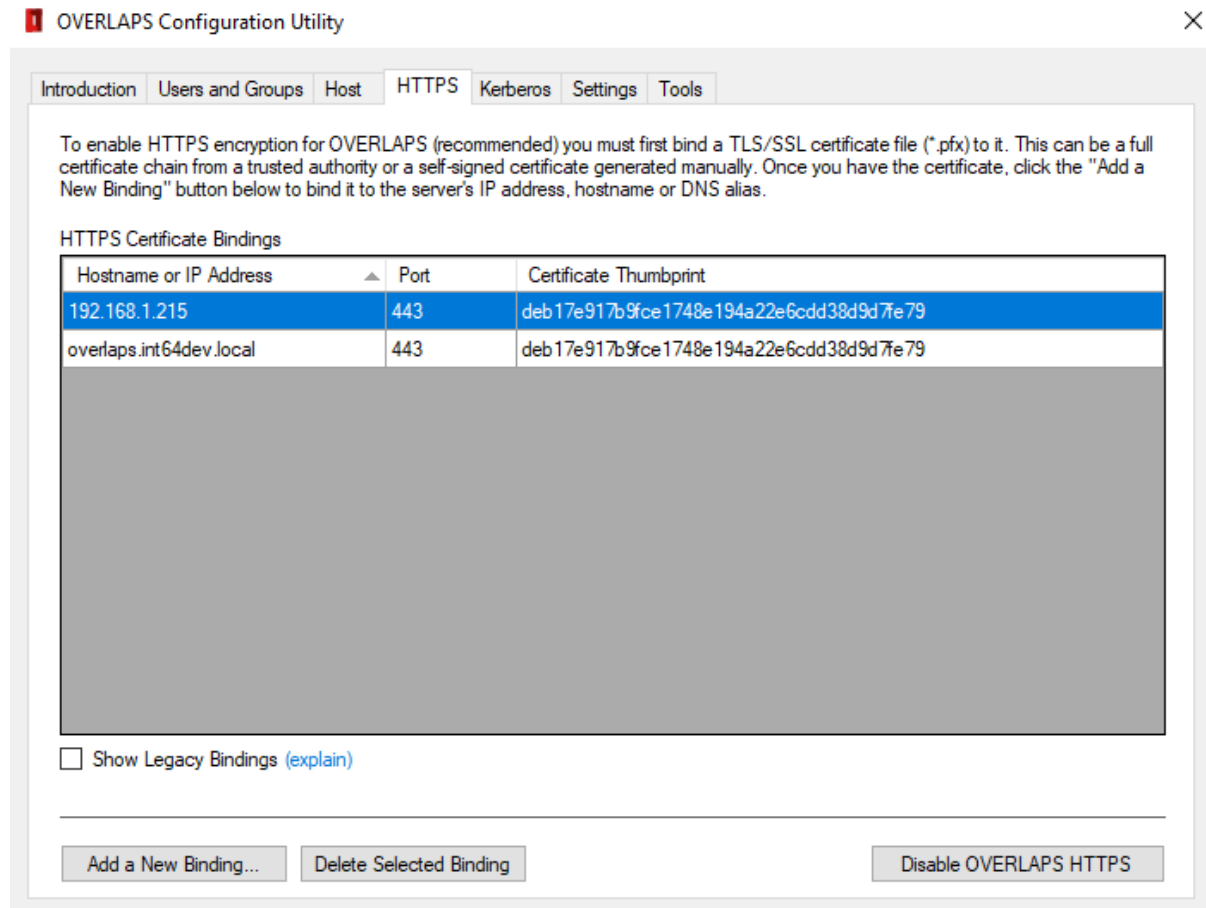 OVERLAPS Configuration Utility
Introduction Users and Groups Host HTTPS Kerberos Settings Tools
To enable HTTPS encryption for OVERLAPS (recommended) you must first bind a TLS/SSL certificate file (*.pfx) to it. This can be a full
certificate chain from a trusted authority or a self-signed certificate generated manually. Once you have the certificate, click the "Add a
New Binding" button below to bind it to the server's IP address, hostname or DNS alias.
HTTPS Certificate Bindings
Hostname or IP Address Port Certificate Thumbprint
192.168.1.215 443 deb17e917b9fce1748e194a22e6cdd38d9d7fe79
overlaps.int64dev.local 443 deb17e917b9fce1748e194a22e6cdd38d9d7fe79
Show Legacy Bindings (explain)
Add a New Binding... Delete Selected Binding Disable OVERLAPS HTTPS